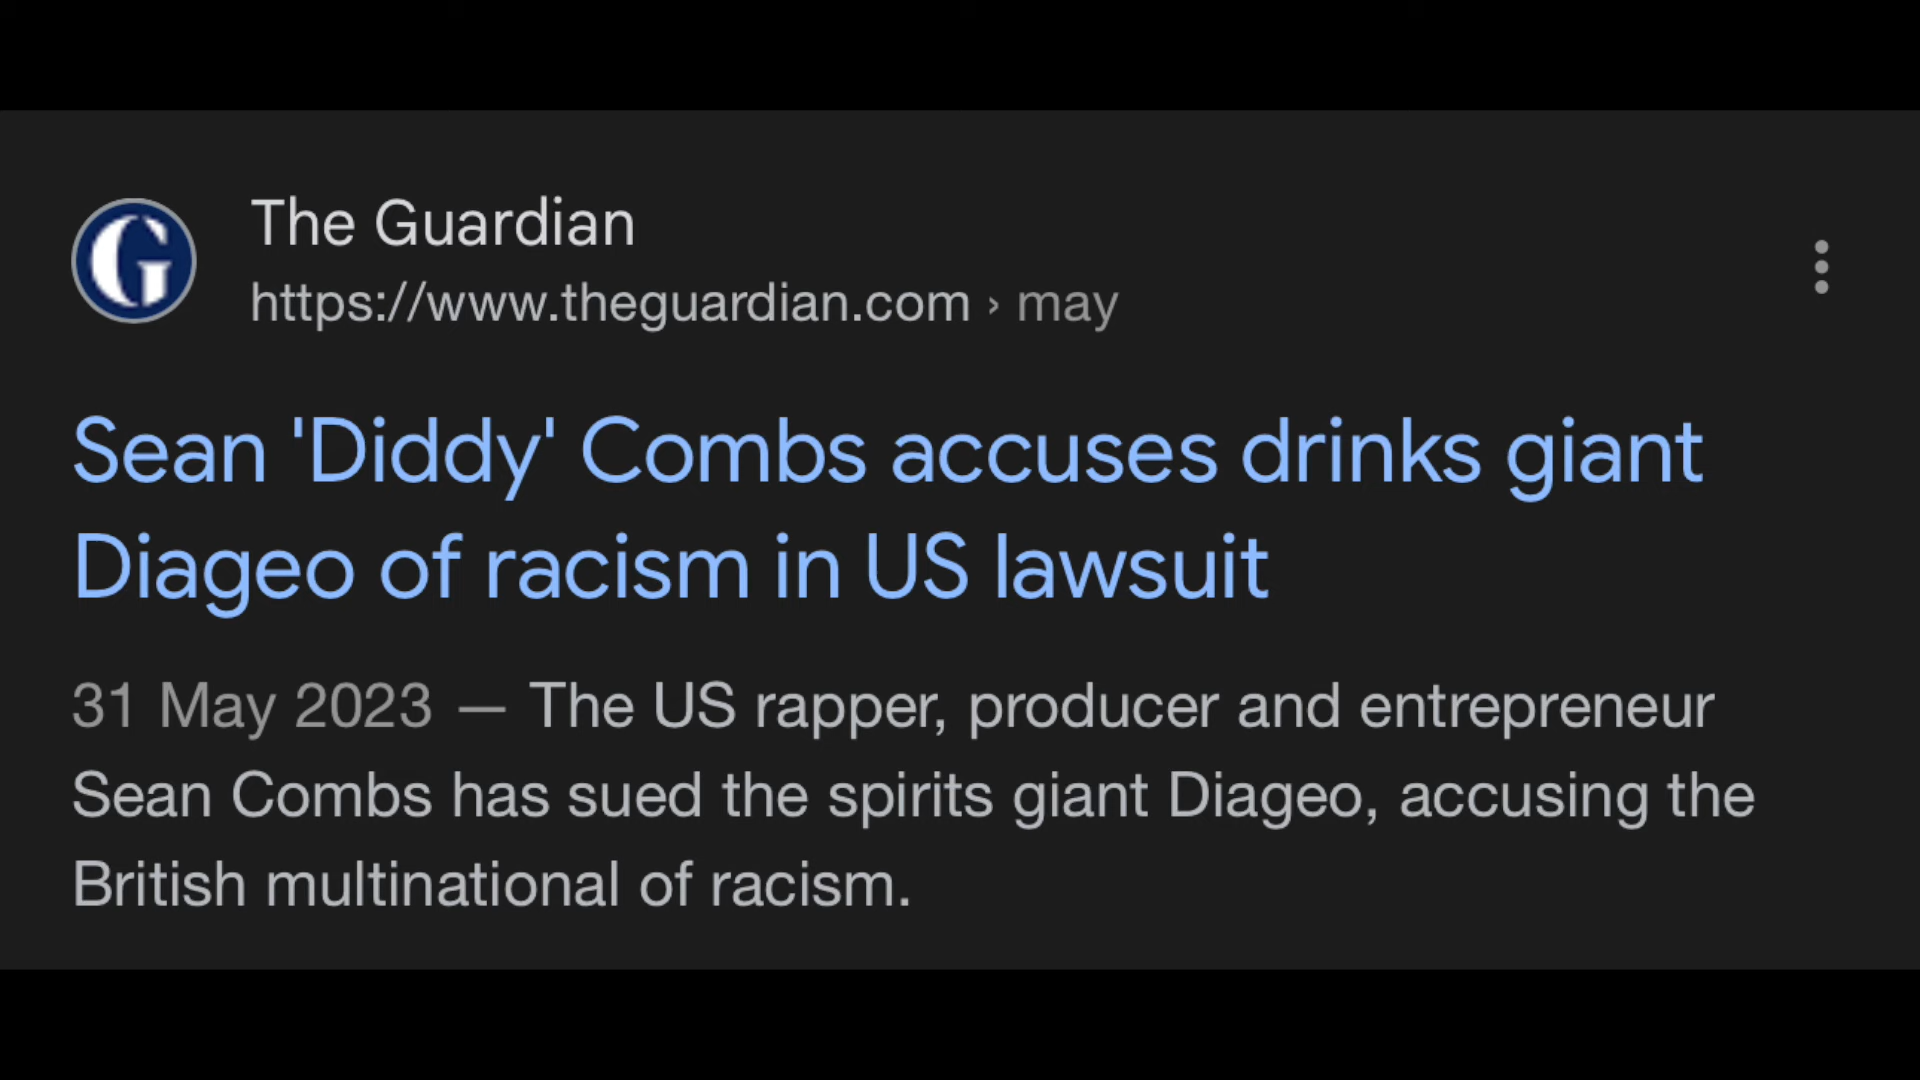 The Guardian
https://www.theguardian.com › may
Sean 'Diddy' Combs accuses drinks giant
Diageo of racism in US lawsuit
31 May 2023 — The US rapper, producer and entrepreneur
Sean Combs has sued the spirits giant Diageo, accusing the
British multinational of racism.